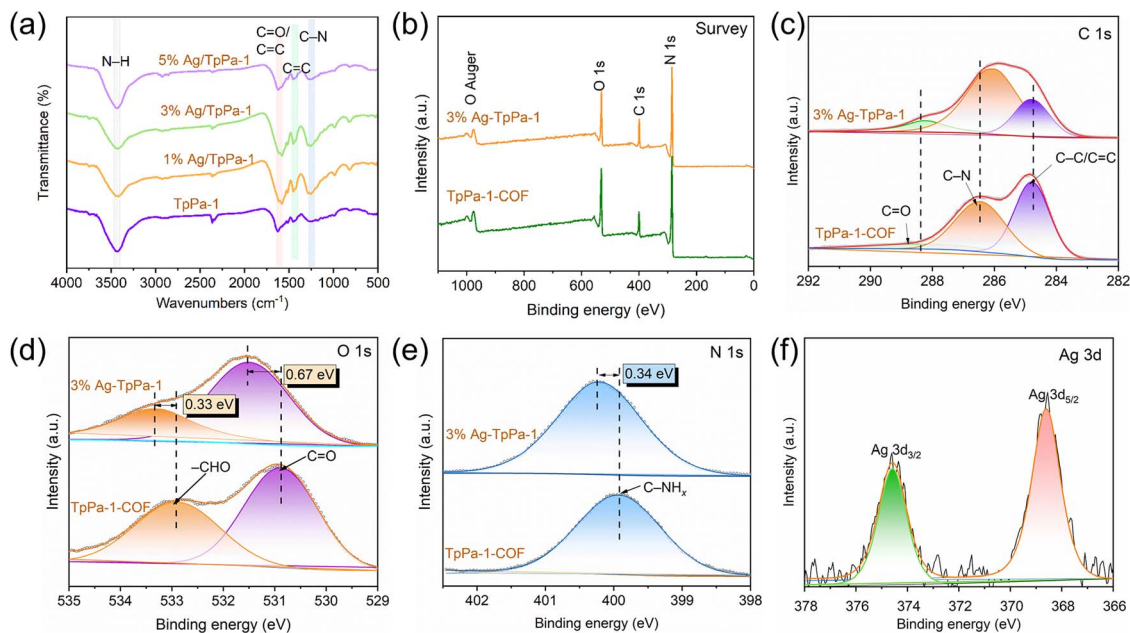 (a)
N–H
C=O/
C=C
C=C
C–N
5% Ag/TpPa-1
3% Ag/TpPa-1
1% Ag/TpPa-1
TpPa-1
Transmittance (%)
4000 3500 3000 2500 2000 1500 1000 500
Wavenumbers (cm⁻¹)
(b)
Survey
O Auger
O 1s
C 1s
N 1s
3% Ag-TpPa-1
TpPa-1-COF
Intensity (a.u.)
1000 800 600 400 200 0
Binding energy (eV)
(c)
C 1s
3% Ag-TpPa-1
C–C/C=C
C–N
C=O
TpPa-1-COF
Intensity (a.u.)
292 290 288 286 284 282
Binding energy (eV)
(d)
O 1s
3% Ag-TpPa-1
0.67 eV
0.33 eV
–CHO
C=O
TpPa-1-COF
Intensity (a.u.)
535 534 533 532 531 530 529
Binding energy (eV)
(e)
N 1s
0.34 eV
3% Ag-TpPa-1
C–NHₓ
TpPa-1-COF
Intensity (a.u.)
402 401 400 399 398
Binding energy (eV)
(f)
Ag 3d
Ag 3d₅/₂
Ag 3d₃/₂
Intensity (a.u.)
378 376 374 372 370 368 366
Binding energy (eV)